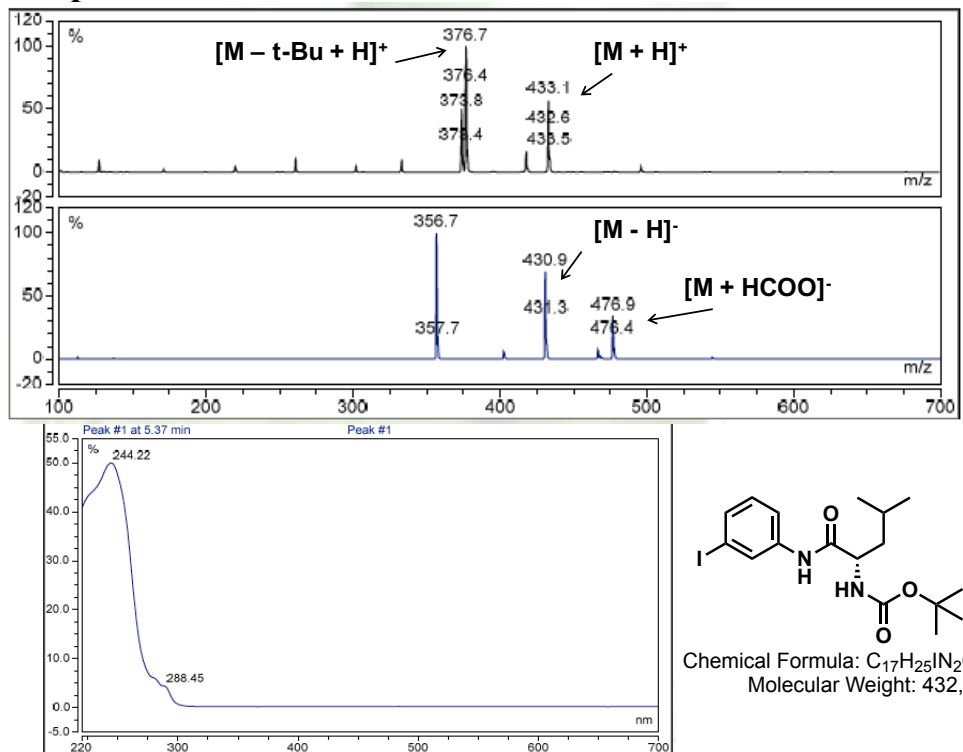 120
100
50
0
-20
%
[M – t-Bu + H]⁺
376.7
376.4
373.8
[M + H]⁺
433.1
432.6
433.5
m/z
120
100
50
0
-20
%
356.7
357.7
[M - H]⁻
430.9
431.3
[M + HCOO]⁻
476.9
476.4
m/z
100 200 300 400 500 600 700
Peak #1 at 5.37 min Peak #1
55.0
50.0
40.0
30.0
20.0
10.0
0.0
-5.0
%
244.22
288.45
nm
220 300 400 500 600 700
I
N
H
O
HN
O
O
Chemical Formula: C₁₇H₂₅IN₂
Molecular Weight: 432,